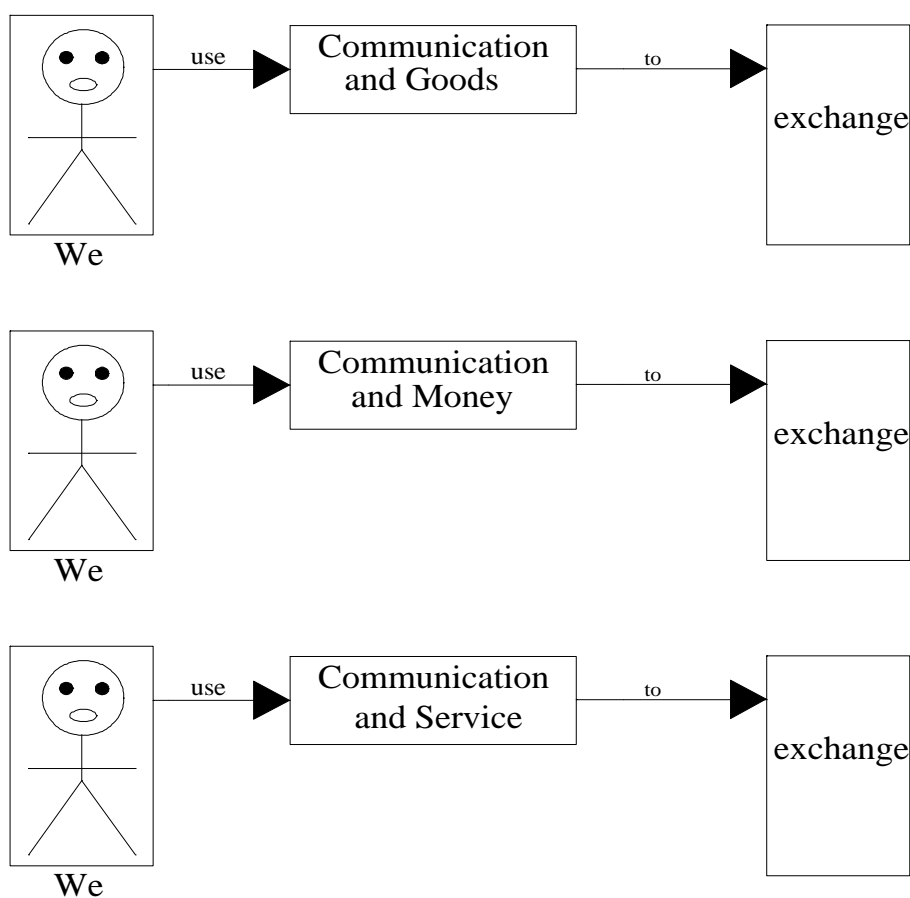 use
Communication
and Goods
to
exchange
We
use
Communication
and Money
to
exchange
We
use
Communication
and Service
to
exchange
We